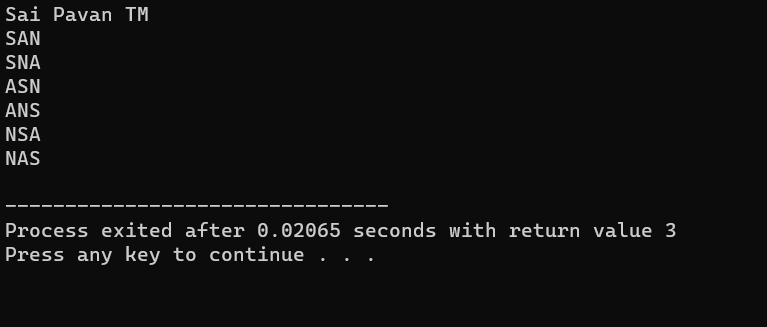 Sai Pavan TM
SAN
SNA
ASN
ANS
NSA
NAS
--------------------------------
Process exited after 0.02065 seconds with return value 3
Press any key to continue . . .